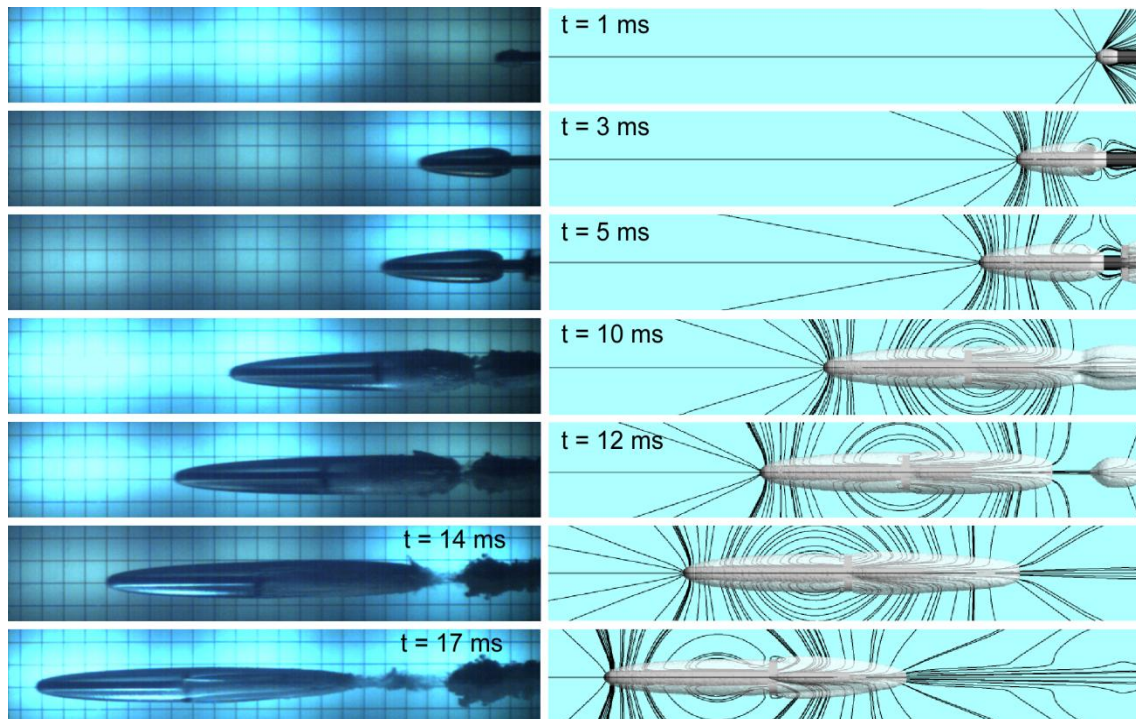 t = 1 ms
t = 3 ms
t = 5 ms
t = 10 ms
t = 12 ms
t = 14 ms
t = 17 ms